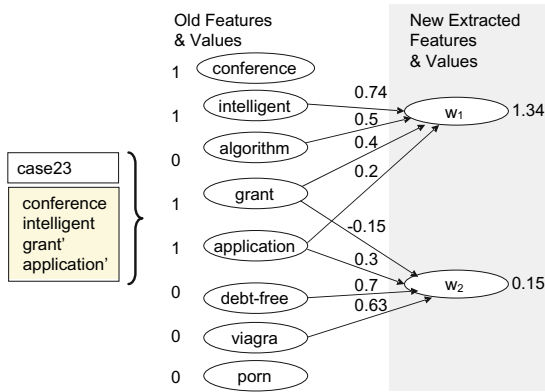 Old Features
& Values
New Extracted
Features
& Values
1 conference
1 intelligent
0 algorithm
1 grant
1 application
0 debt-free
0 viagra
0 porn
case23
conference
intelligent
grant'
application'
0.74
0.5
0.4
0.2
-0.15
0.3
0.7
0.63
w1 1.34
w2 0.15